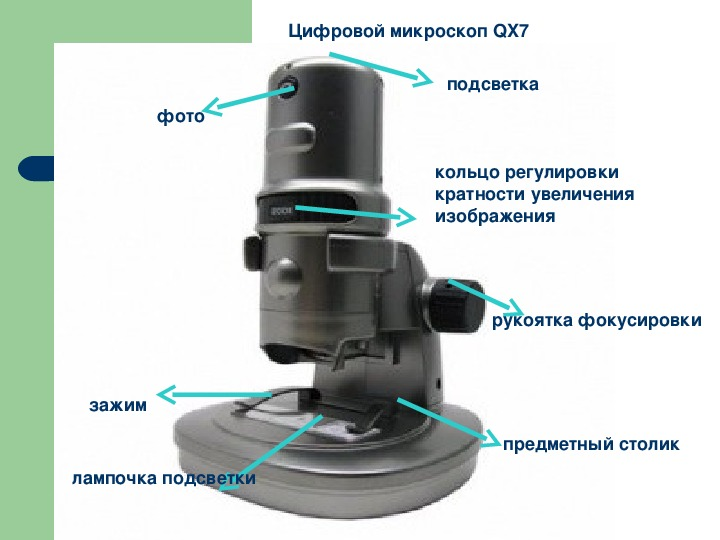 Цифровой микроскоп QX7
подсветка
фото
кольцо регулировки
кратности увеличения
изображения
рукоятка фокусировки
зажим
предметный столик
лампочка подсветки